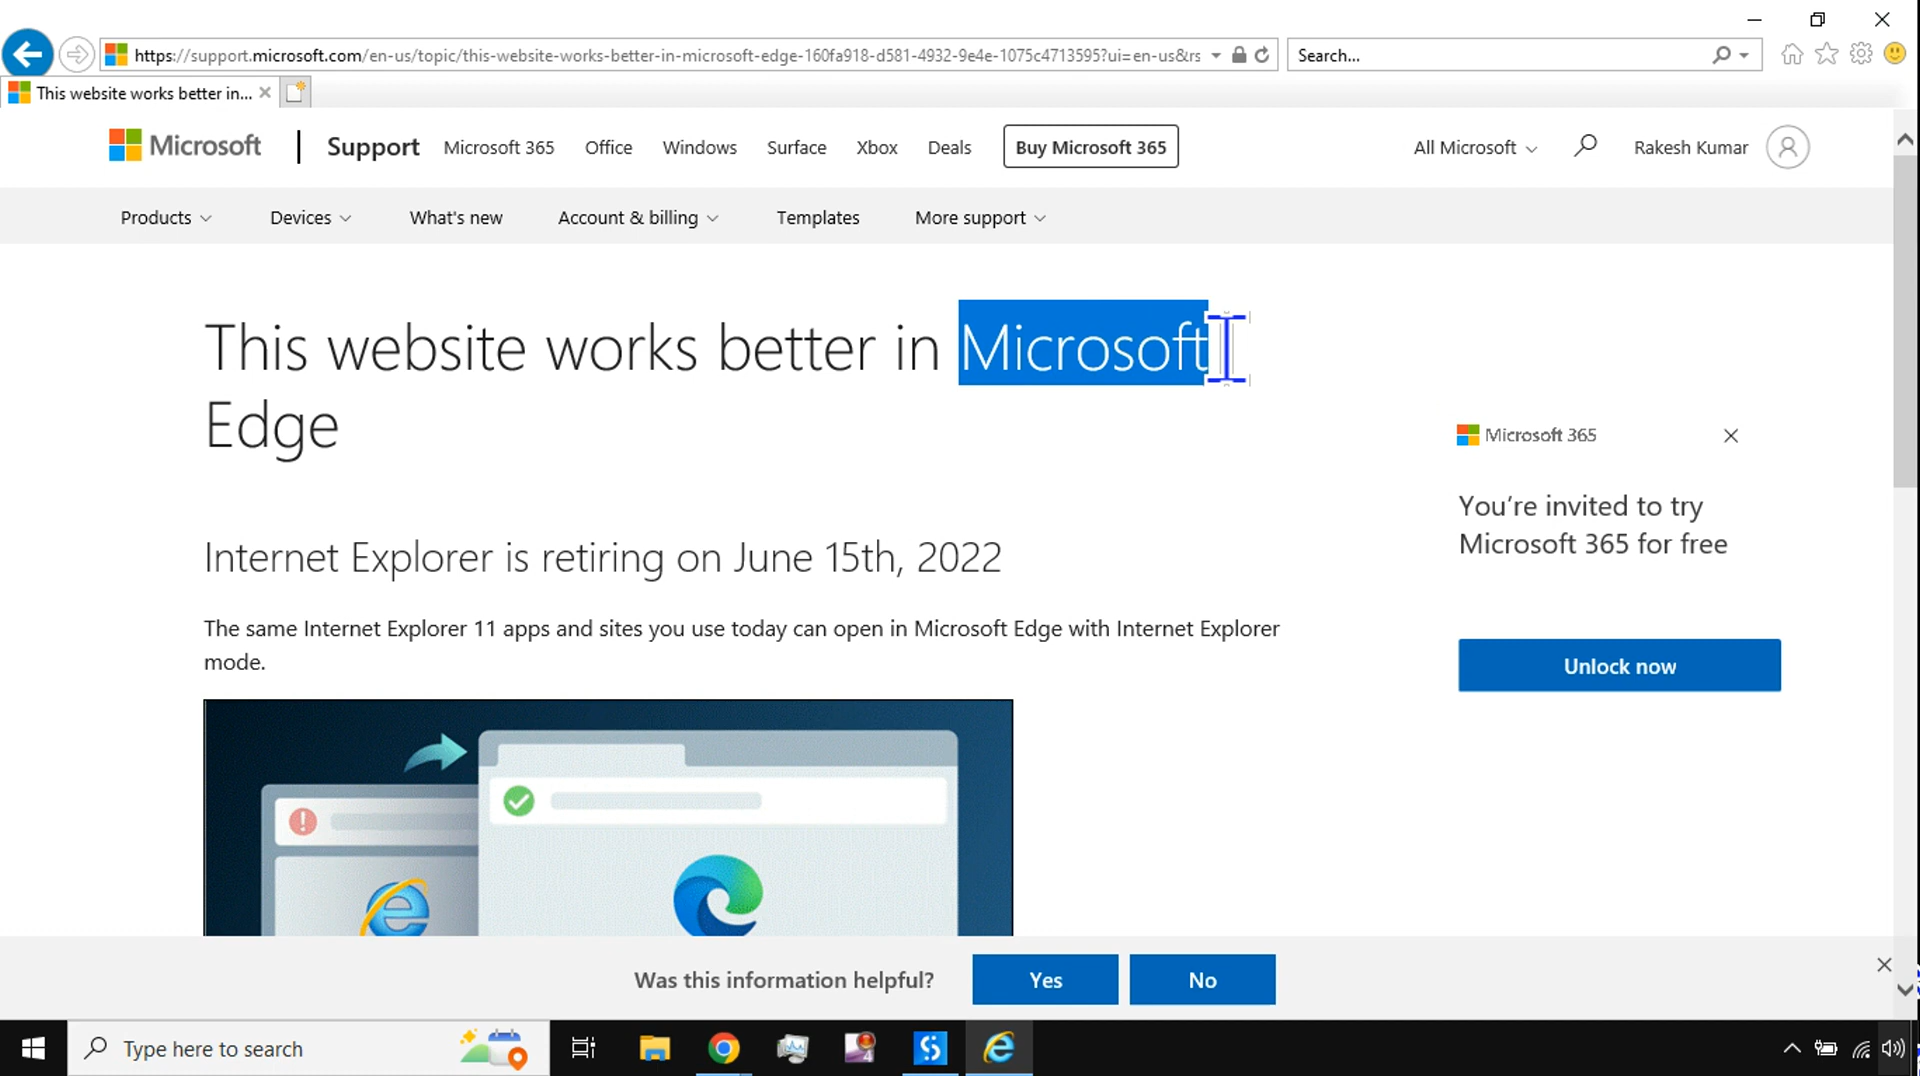 https://support.microsoft.com/en-us/topic/this-website-works-better-in-microsoft-edge-160fa918-d581-4932-9e4e-1075c4713595?ui=en-us&rs
Search...
This website works better in...
Microsoft
Support
Microsoft 365
Office
Windows
Surface
Xbox
Deals
Buy Microsoft 365
All Microsoft
Rakesh Kumar
Products
Devices
What's new
Account & billing
Templates
More support
This website works better in Microsoft
Edge
Microsoft 365
You’re invited to try
Microsoft 365 for free
Unlock now
Internet Explorer is retiring on June 15th, 2022
The same Internet Explorer 11 apps and sites you use today can open in Microsoft Edge with Internet Explorer
mode.
Was this information helpful?
Yes
No
Type here to search
4